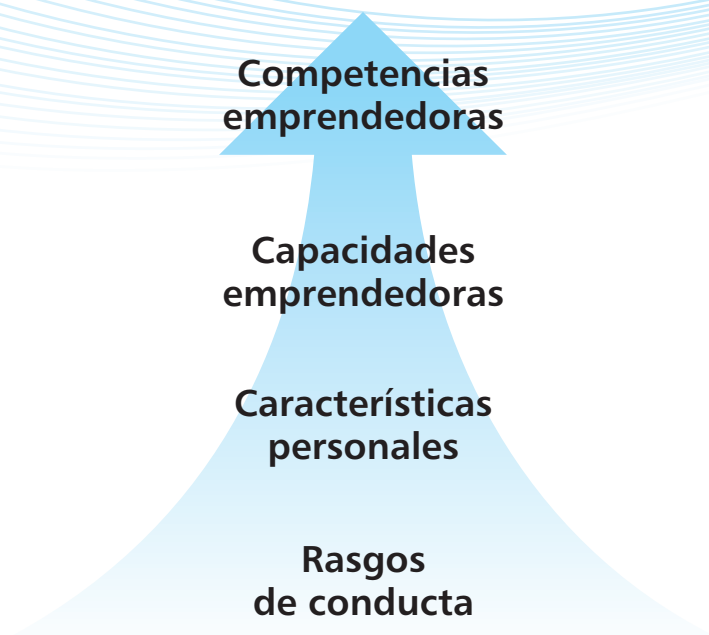 Competencias
emprendedoras
Capacidades
emprendedoras
Características
personales
Rasgos
de conducta